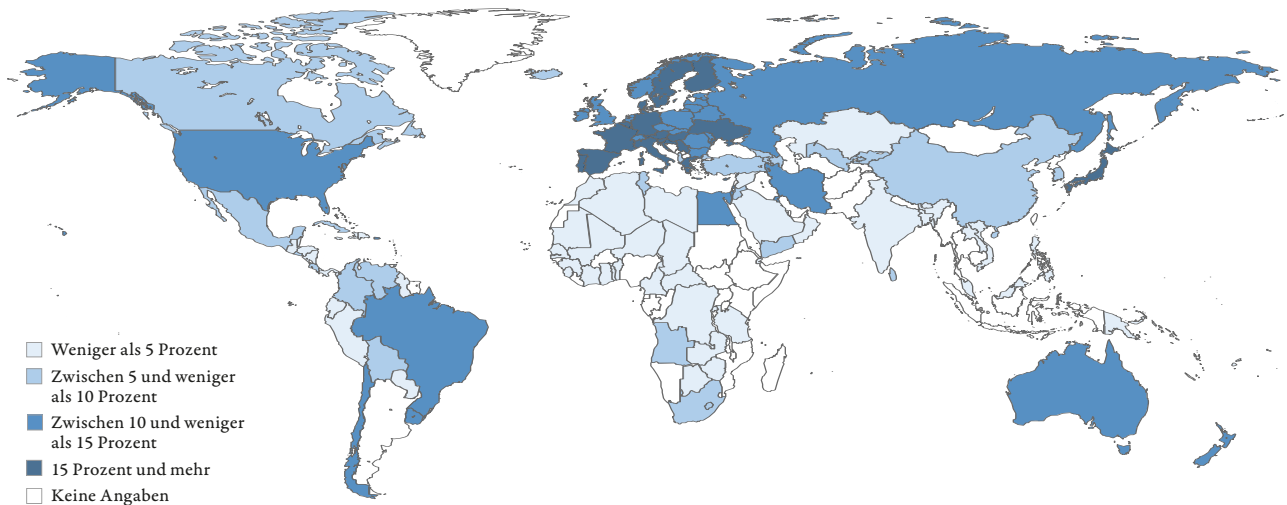 Weniger als 5 Prozent
Zwischen 5 und weniger
als 10 Prozent
Zwischen 10 und weniger
als 15 Prozent
15 Prozent und mehr
Keine Angaben